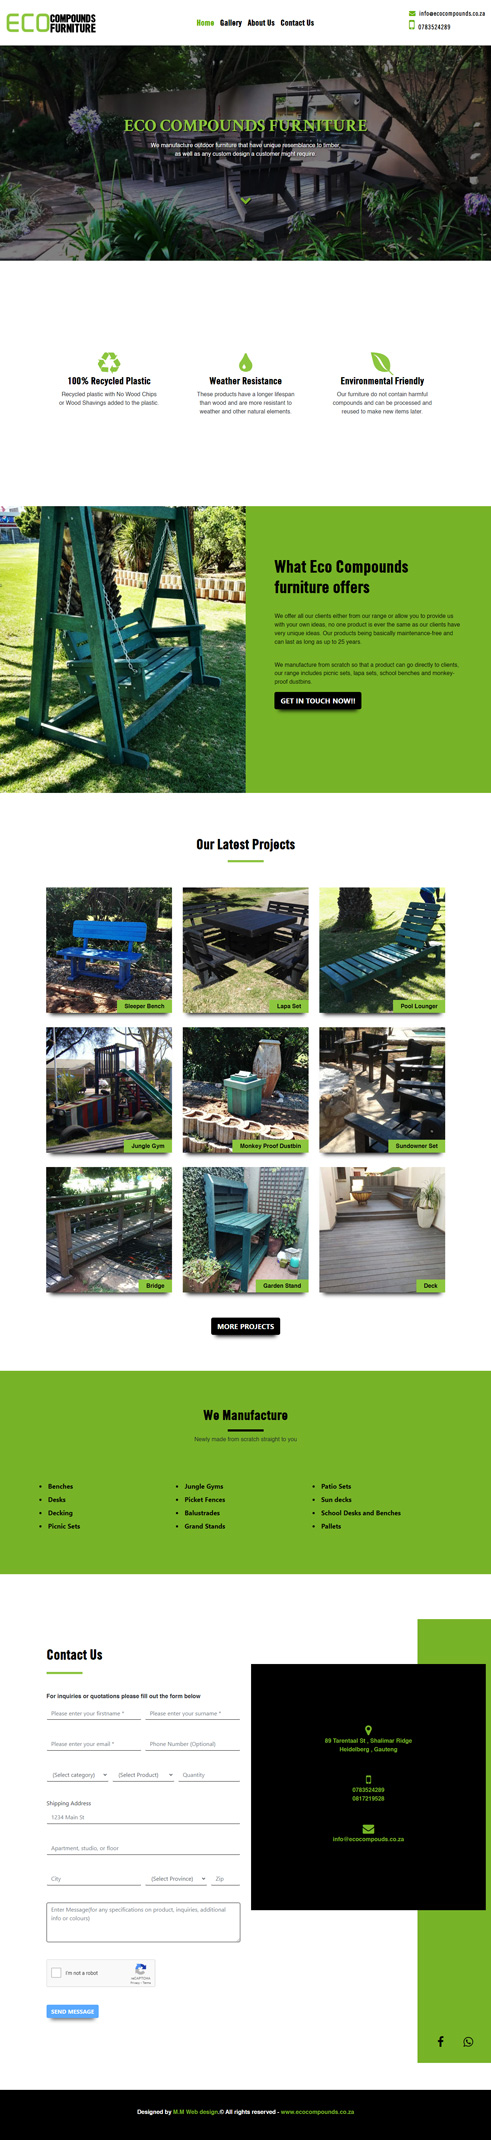 ECO COMPOUNDS
FURNITURE
Home Gallery About Us Contact Us
info@ecocompounds.co.za
0783524289
ECO COMPOUNDS FURNITURE
We manufacture outdoor furniture that have unique resemblance to timber
as well as any custom design a customer might require.
100% Recycled Plastic
Recycled plastic with No Wood Chips
or Wood Shavings added to the plastic.
Weather Resistance
These products have a longer lifespan
than wood and are more resistant to
weather and other natural elements
Environmental Friendly
Our furniture do not contain harmful
compounds and can be processed and
reused to make new items later.
What Eco Compounds
furniture offers
We offer all our clients either from our range or allow you to provide us
with your own ideas, no one product is ever the same as our clients have
very unique ideas. Our products being basically maintenance-free and
can last as long as up to 25 years.
We manufacture from scratch so that a product can go directly to clients,
our range includes picnic sets, lapa sets, school benches and monkey-
proof dustbins.
GET IN TOUCH NOW!!
Our Latest Projects
Sleeper Bench
Lapa Set
Pool Lounger
Jungle Gym
Monkey Proof Dustbin
Sundowner Set
Bridge
Garden Stand
Deck
MORE PROJECTS
We Manufacture
Newly made from scratch straight to you
Benches
Desks
Decking
Picnic Sets
Jungle Gyms
Picket Fences
Balustrades
Grand Stands
Patio Sets
Sun decks
School Desks and Benches
Pallets
Contact Us
For inquiries or quotations please fill out the form below
Please enter your firstname * Please enter your surname *
Please enter your email * Phone Number (Optional)
(Select category) (Select Product) Quantity
Shipping Address
1234 Main St
Apartment, studio, or floor
City (Select Province) Zip
Enter Message(for any specifications on product, inquiries, additional
info or colours)
I'm not a robot
reCAPTCHA
Privacy - Terms
SEND MESSAGE
89 Tarentaal St , Shalimar Ridge
Heidelberg , Gauteng
0783524289
0817219528
info@ecocompouds.co.za
Designed by M.M Web design.© All rights reserved - www.ecocompounds.co.za